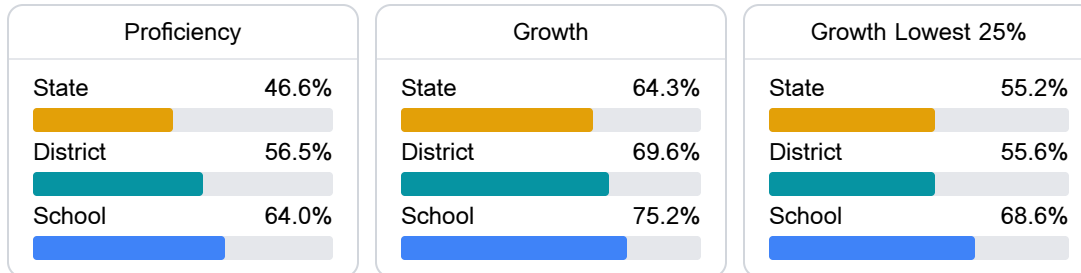 Proficiency
State 46.6%
District 56.5%
School 64.0%
Growth
State 64.3%
District 69.6%
School 75.2%
Growth Lowest 25%
State 55.2%
District 55.6%
School 68.6%